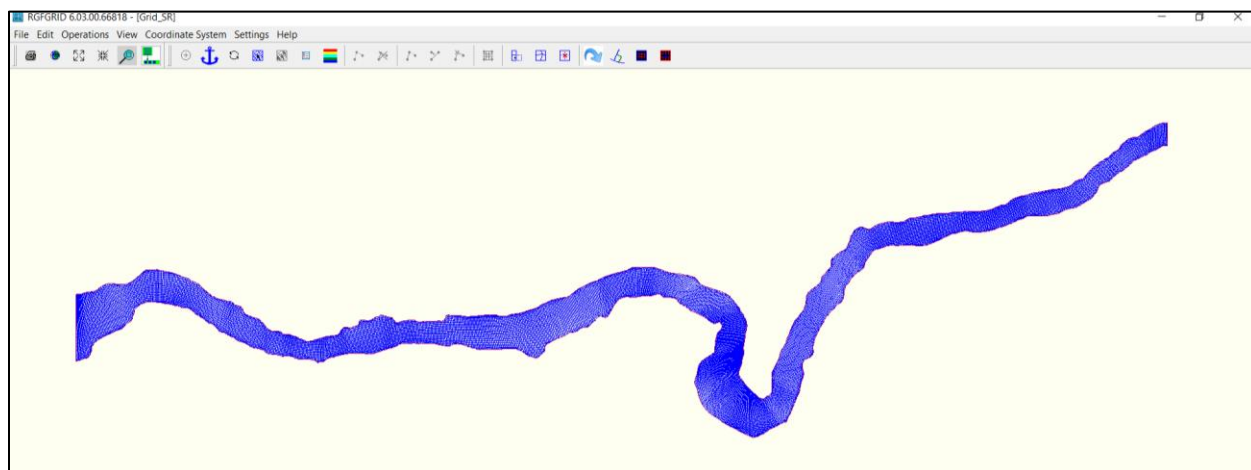 RGFGRID 6.03.00.66818 - [Grid_SR]
File Edit Operations View Coordinate System Settings Help